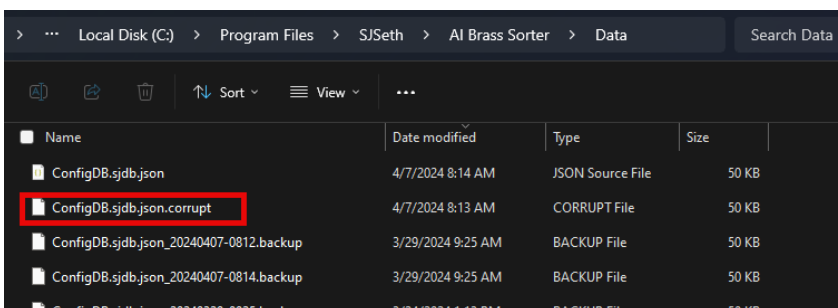 > ... Local Disk (C:) > Program Files > SJSeth > AI Brass Sorter > Data Search Data
Sort View ...
Name Date modified Type Size
ConfigDB.sjdb.json 4/7/2024 8:14 AM JSON Source File 50 KB
ConfigDB.sjdb.json.corrupt 4/7/2024 8:13 AM CORRUPT File 50 KB
ConfigDB.sjdb.json_20240407-0812.backup 3/29/2024 9:25 AM BACKUP File 50 KB
ConfigDB.sjdb.json_20240407-0814.backup 3/29/2024 9:25 AM BACKUP File 50 KB